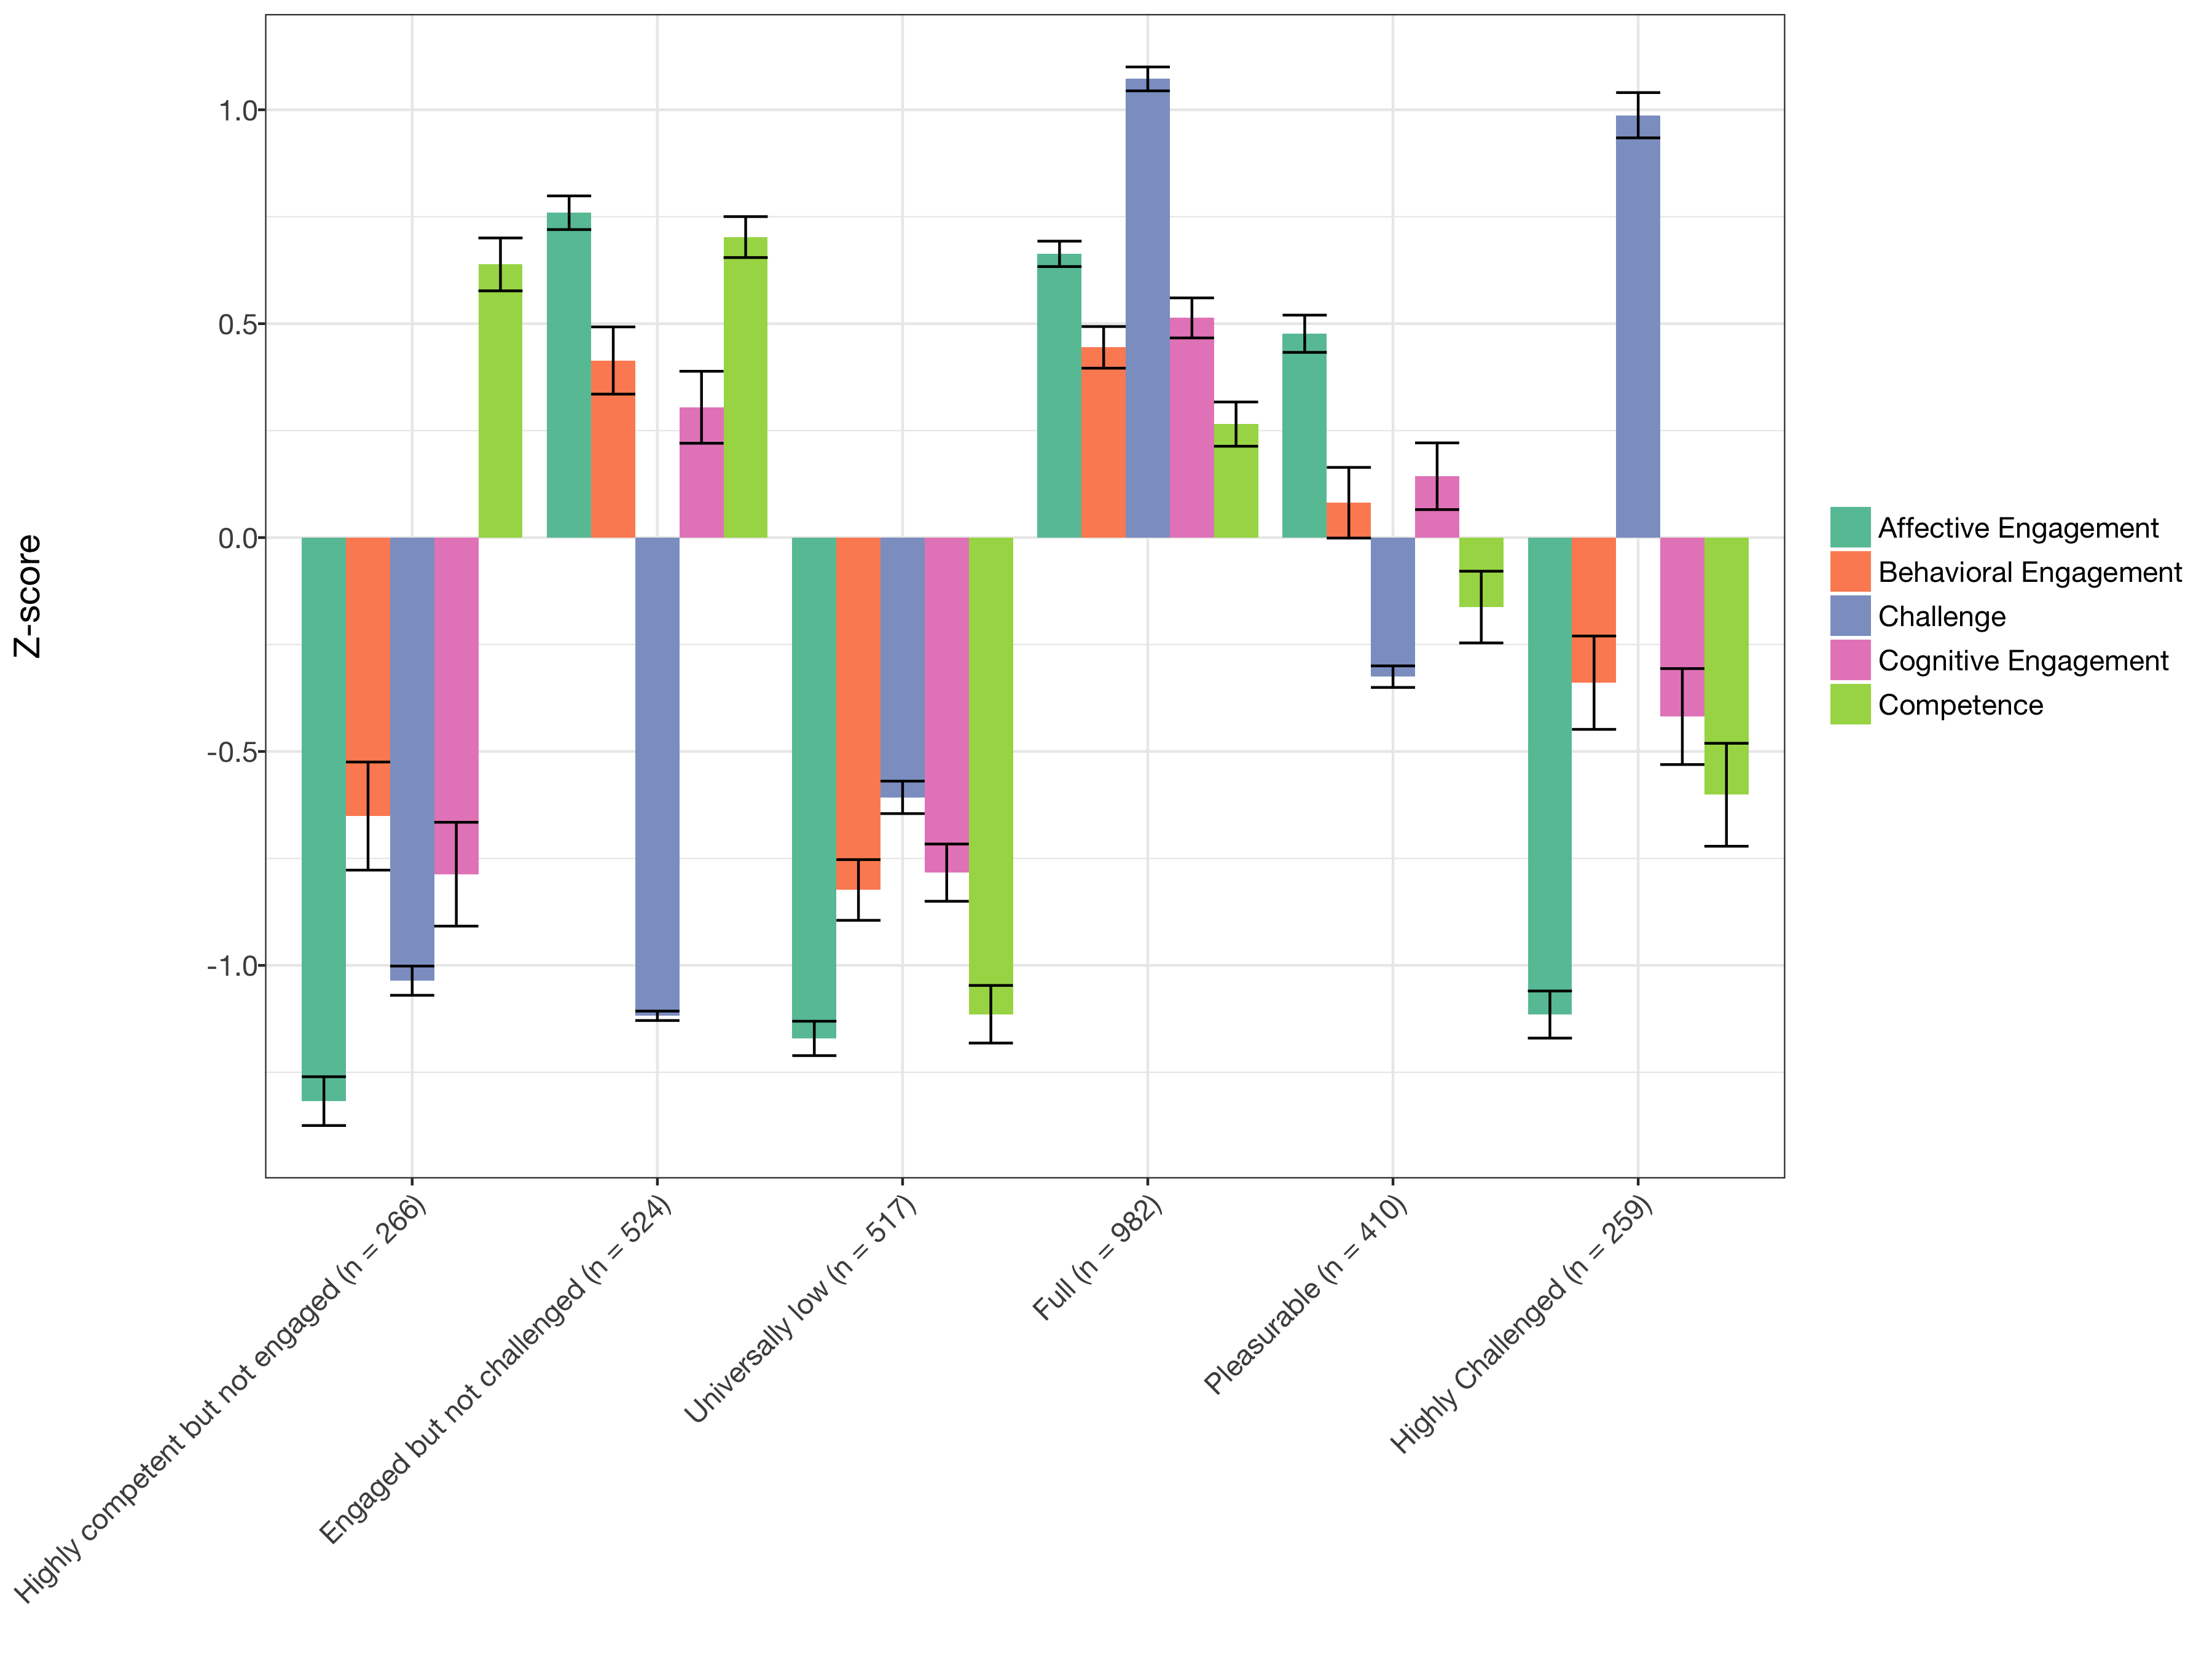 Z-score
1.0
0.5
0.0
-0.5
-1.0
Highly competent but not engaged (n = 266)
Engaged but not challenged (n = 524)
Universally low (n = 517)
Full (n = 982)
Pleasurable (n = 410)
Highly Challenged (n = 259)
Affective Engagement
Behavioral Engagement
Challenge
Cognitive Engagement
Competence